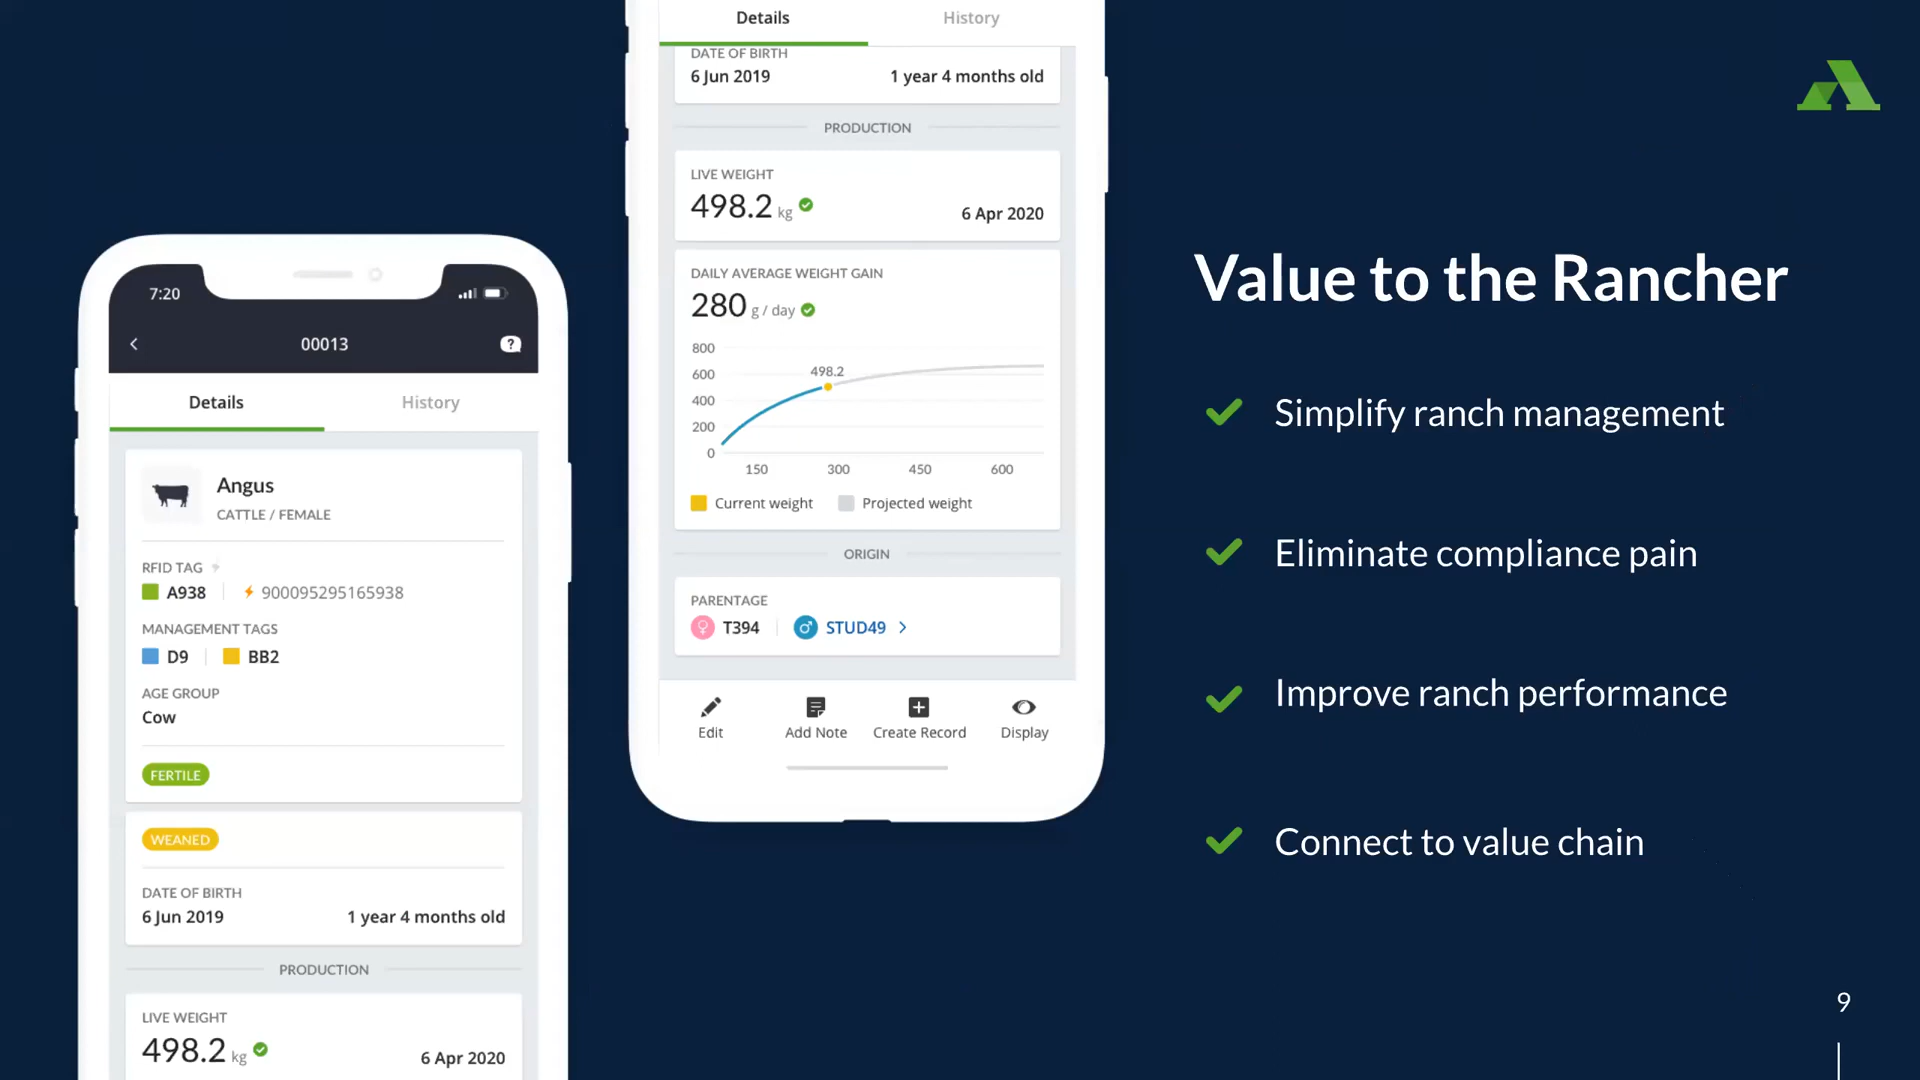 7:20
00013
Details
History
Angus
CATTLE / FEMALE
RFID TAG
A938
900095295165938
MANAGEMENT TAGS
D9
BB2
AGE GROUP
Cow
FERTILE
WEANED
DATE OF BIRTH
6 Jun 2019
1 year 4 months old
PRODUCTION
LIVE WEIGHT
498.2 kg
6 Apr 2020
Details
History
DATE OF BIRTH
6 Jun 2019
1 year 4 months old
PRODUCTION
LIVE WEIGHT
498.2 kg
6 Apr 2020
DAILY AVERAGE WEIGHT GAIN
280 g / day
800
600
400
200
0
498.2
150
300
450
600
Current weight
Projected weight
ORIGIN
PARENTAGE
T394
STUD49
Edit
Add Note
Create Record
Display
Value to the Rancher
Simplify ranch management
Eliminate compliance pain
Improve ranch performance
Connect to value chain
9